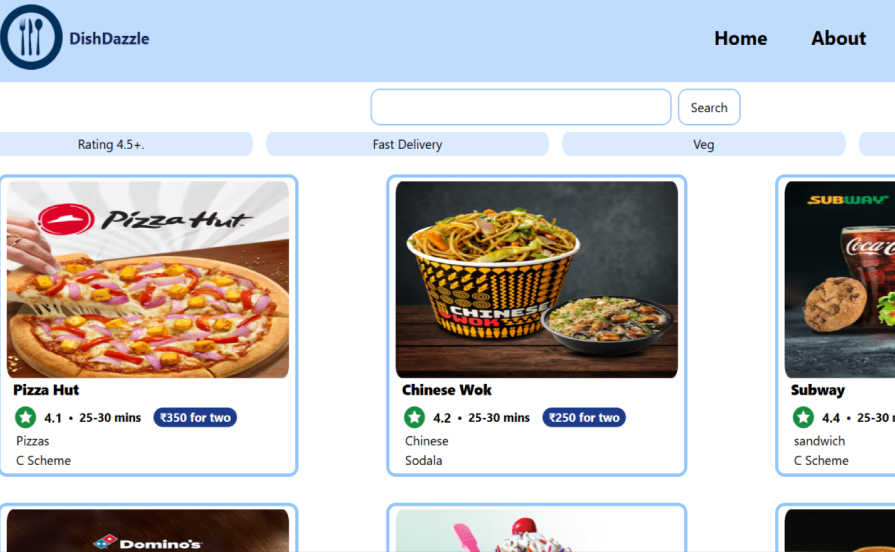 DishDazzle
Home
About
Search
Rating 4.5+.
Fast Delivery
Veg
Pizza Hut
CHINESE
WOK
SUBWAY
Coca
Pizza Hut
4.1 • 25-30 mins ₹350 for two
Pizzas
C Scheme
Chinese Wok
4.2 • 25-30 mins ₹250 for two
Chinese
Sodala
Subway
4.4 • 25-30
sandwich
C Scheme
Domino's